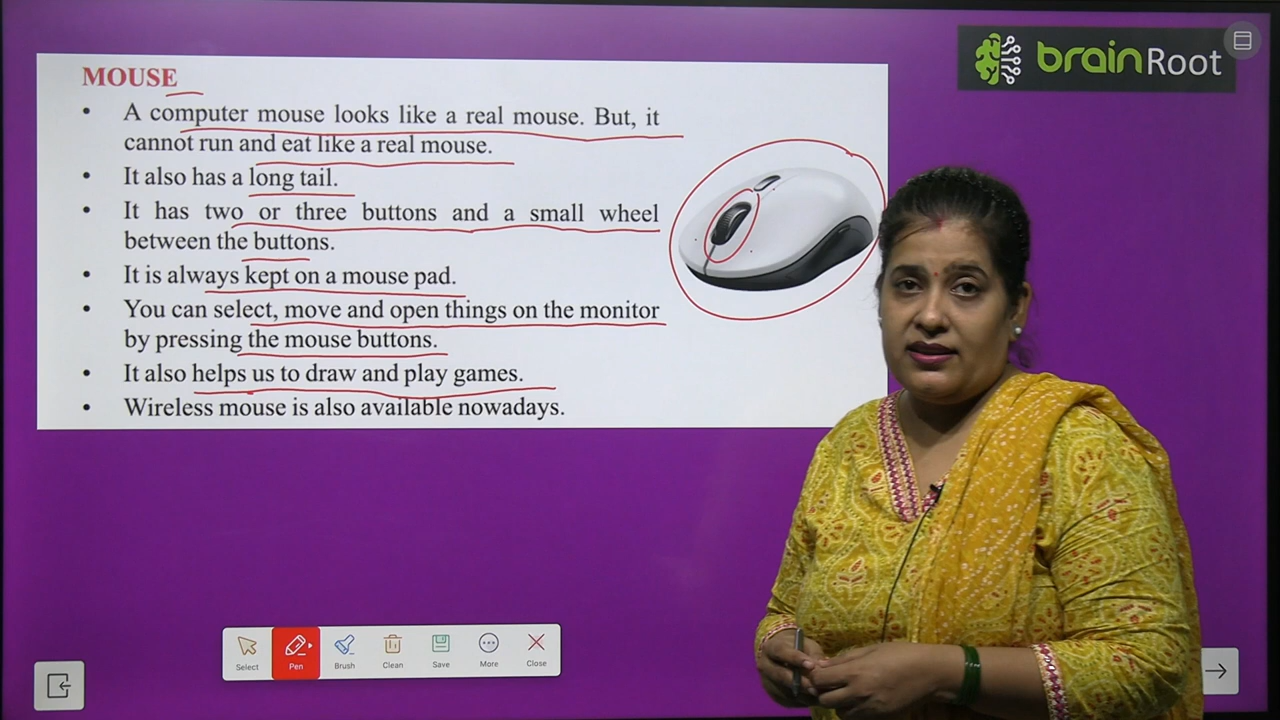 brainRoot
MOUSE
• A computer mouse looks like a real mouse. But, it
cannot run and eat like a real mouse.
• It also has a long tail.
• It has two or three buttons and a small wheel
between the buttons.
• It is always kept on a mouse pad.
• You can select, move and open things on the monitor
by pressing the mouse buttons.
• It also helps us to draw and play games.
• Wireless mouse is also available nowadays.
Select Pen Brush Clean Save More Close